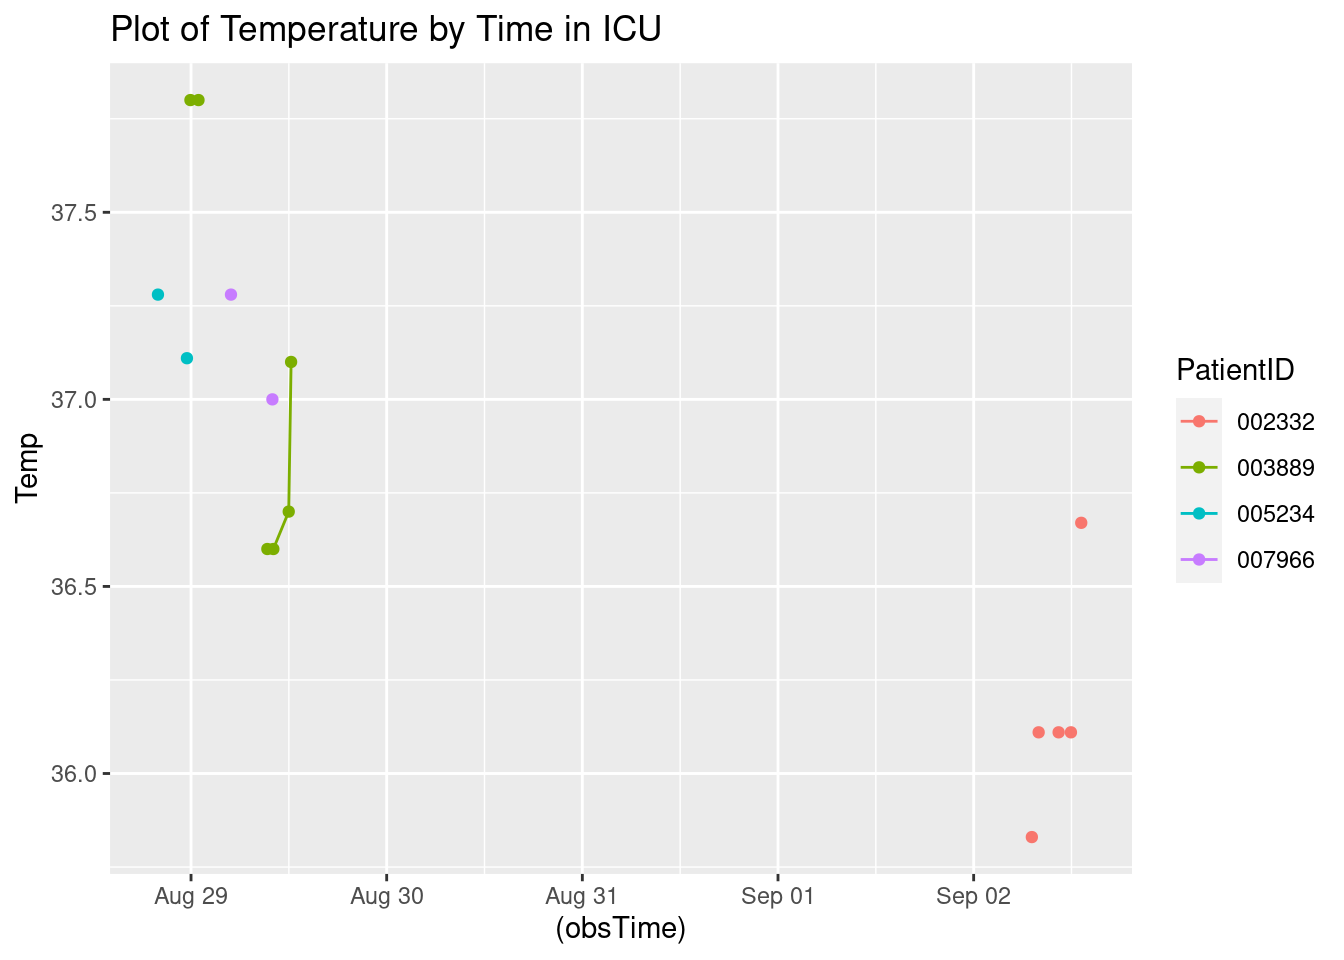 Plot of Temperature by Time in ICU
37.5
37.0
36.5
36.0
Temp
Aug 29 Aug 30 Aug 31 Sep 01 Sep 02
(obsTime)
PatientID
002332
003889
005234
007966